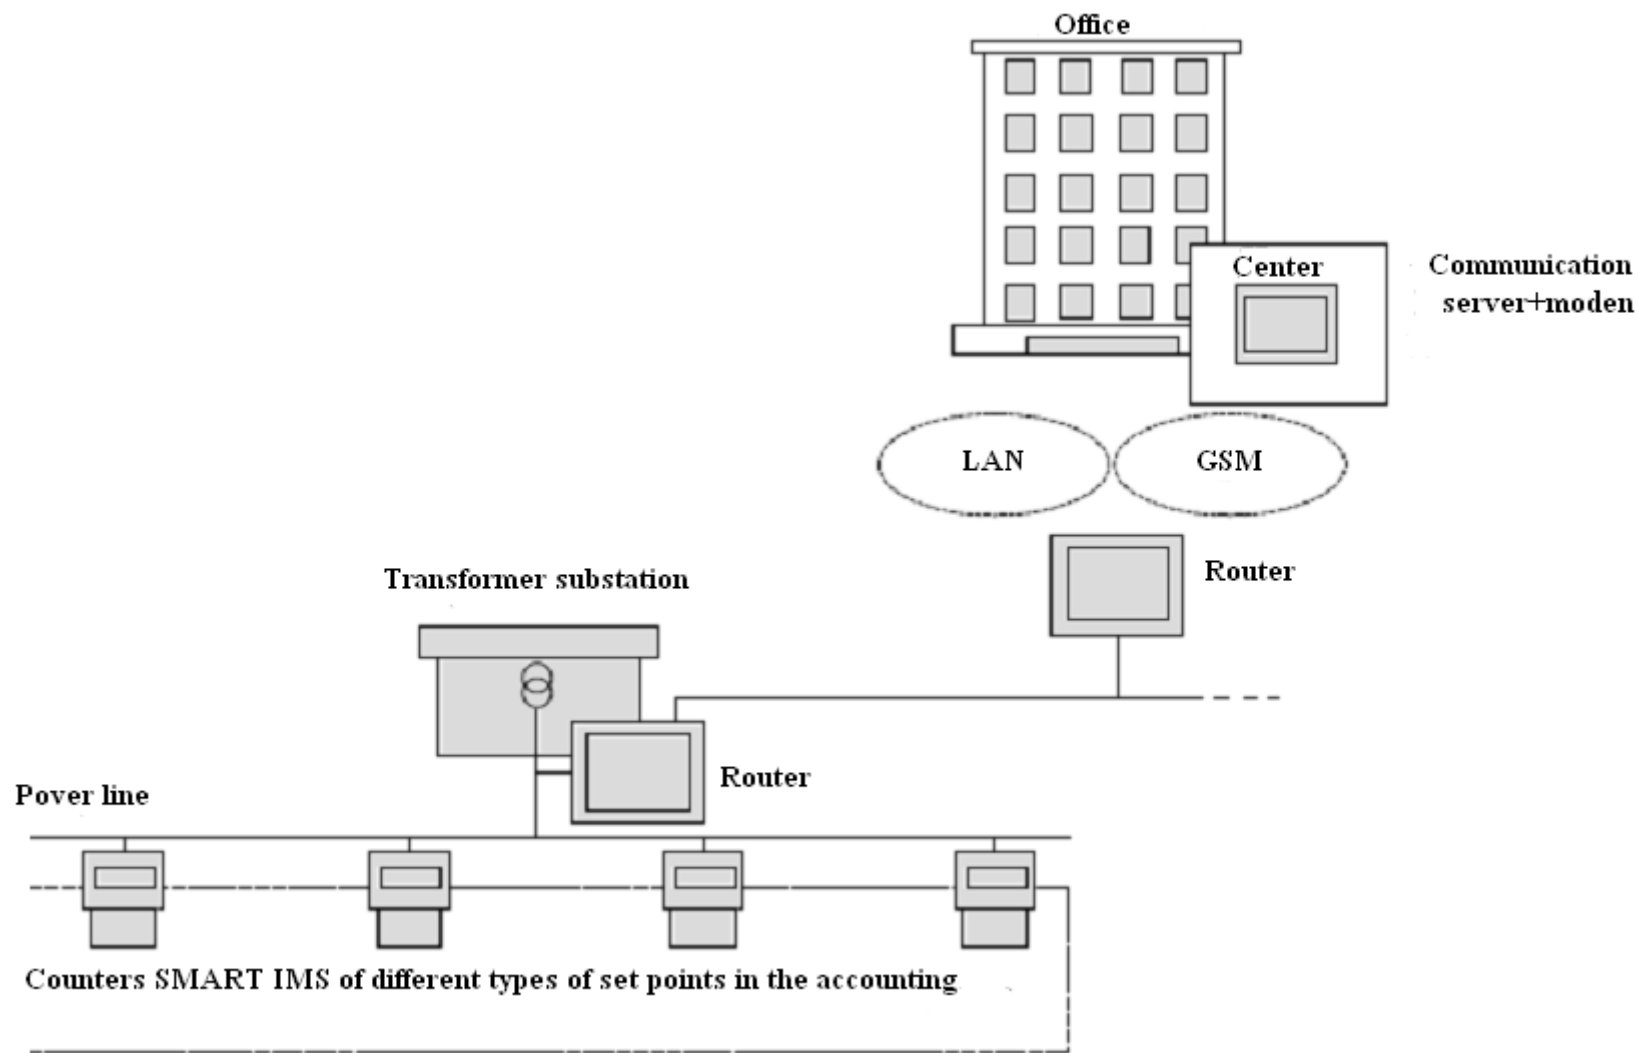 Office
Center
Communication
server+moden
LAN
GSM
Router
Transformer substation
Router
Pover line
Counters SMART IMS of different types of set points in the accounting